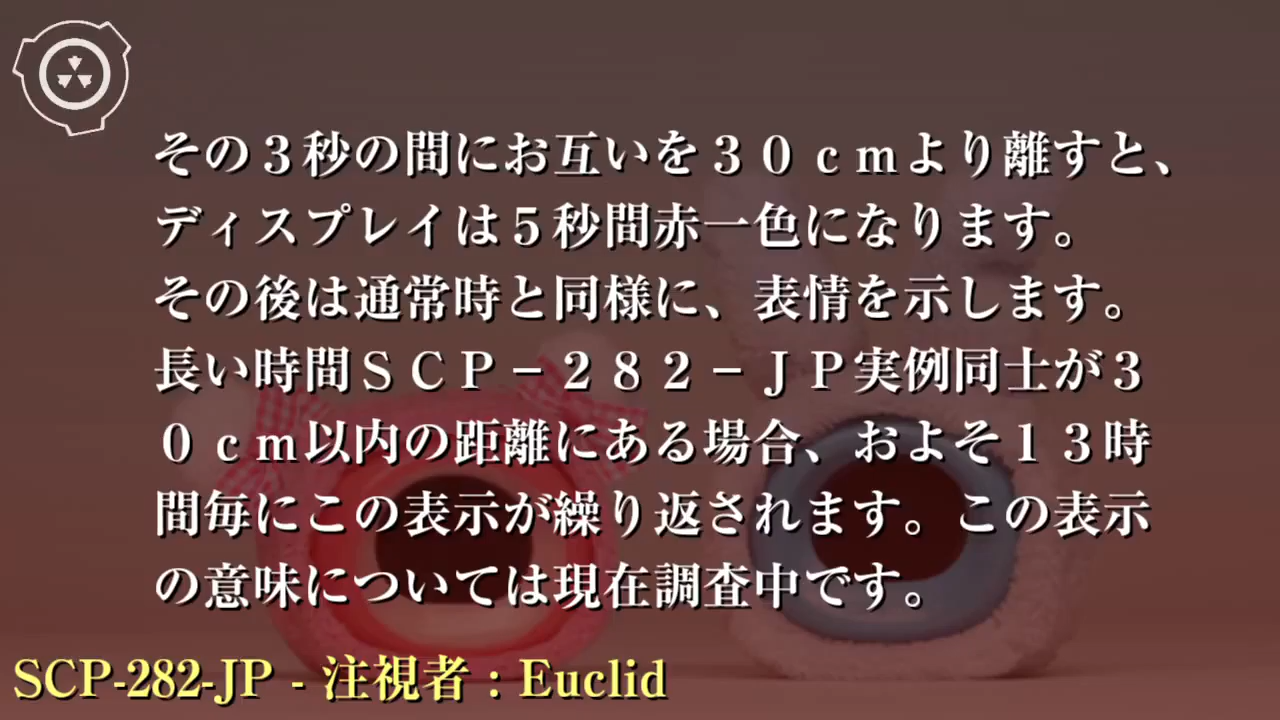 その３秒の間にお互いを３０ｃｍより離すと、
ディスプレイは５秒間赤一色になります。
その後は通常時と同様に、表情を示します。
長い時間ＳＣＰ－２８２－ＪＰ実例同士が３
０ｃｍ以内の距離にある場合、およそ１３時
間毎にこの表示が繰り返されます。この表示
の意味については現在調査中です。
SCP-282-JP - 注視者：Euclid